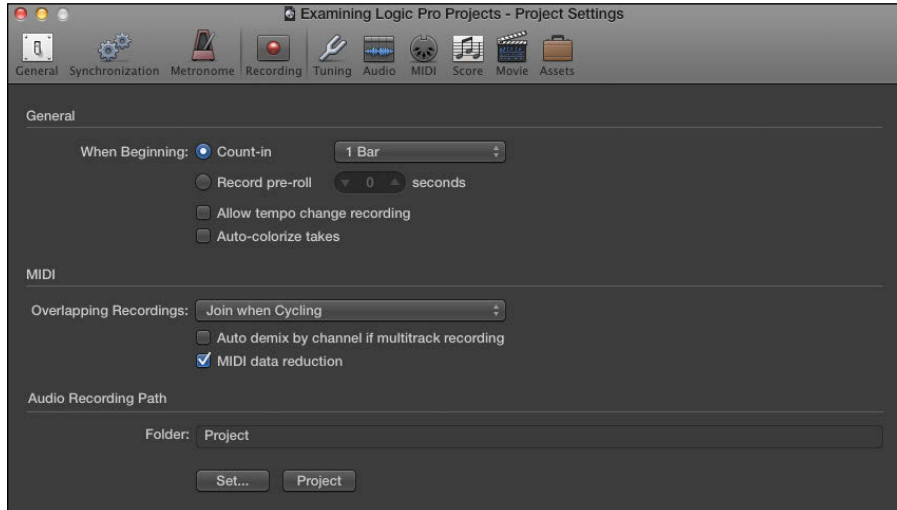 Examining Logic Pro Projects - Project Settings
General Synchronization Metronome Recording Tuning Audio MIDI Score Movie Assets
General
When Beginning: Count-in 1 Bar
Record pre-roll 0 seconds
Allow tempo change recording
Auto-colorize takes
MIDI
Overlapping Recordings: Join when Cycling
Auto demix by channel if multitrack recording
MIDI data reduction
Audio Recording Path
Folder: Project
Set... Project